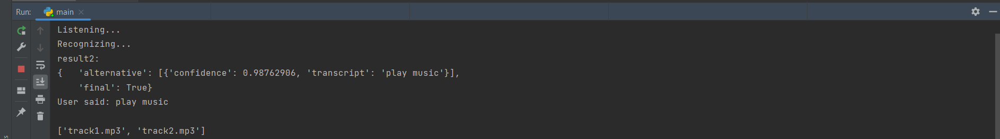 Run: main
Listening...
Recognizing...
result2:
{   'alternative': [{'confidence': 0.98762906, 'transcript': 'play music'}],
    'final': True}
User said: play music
['track1.mp3', 'track2.mp3']